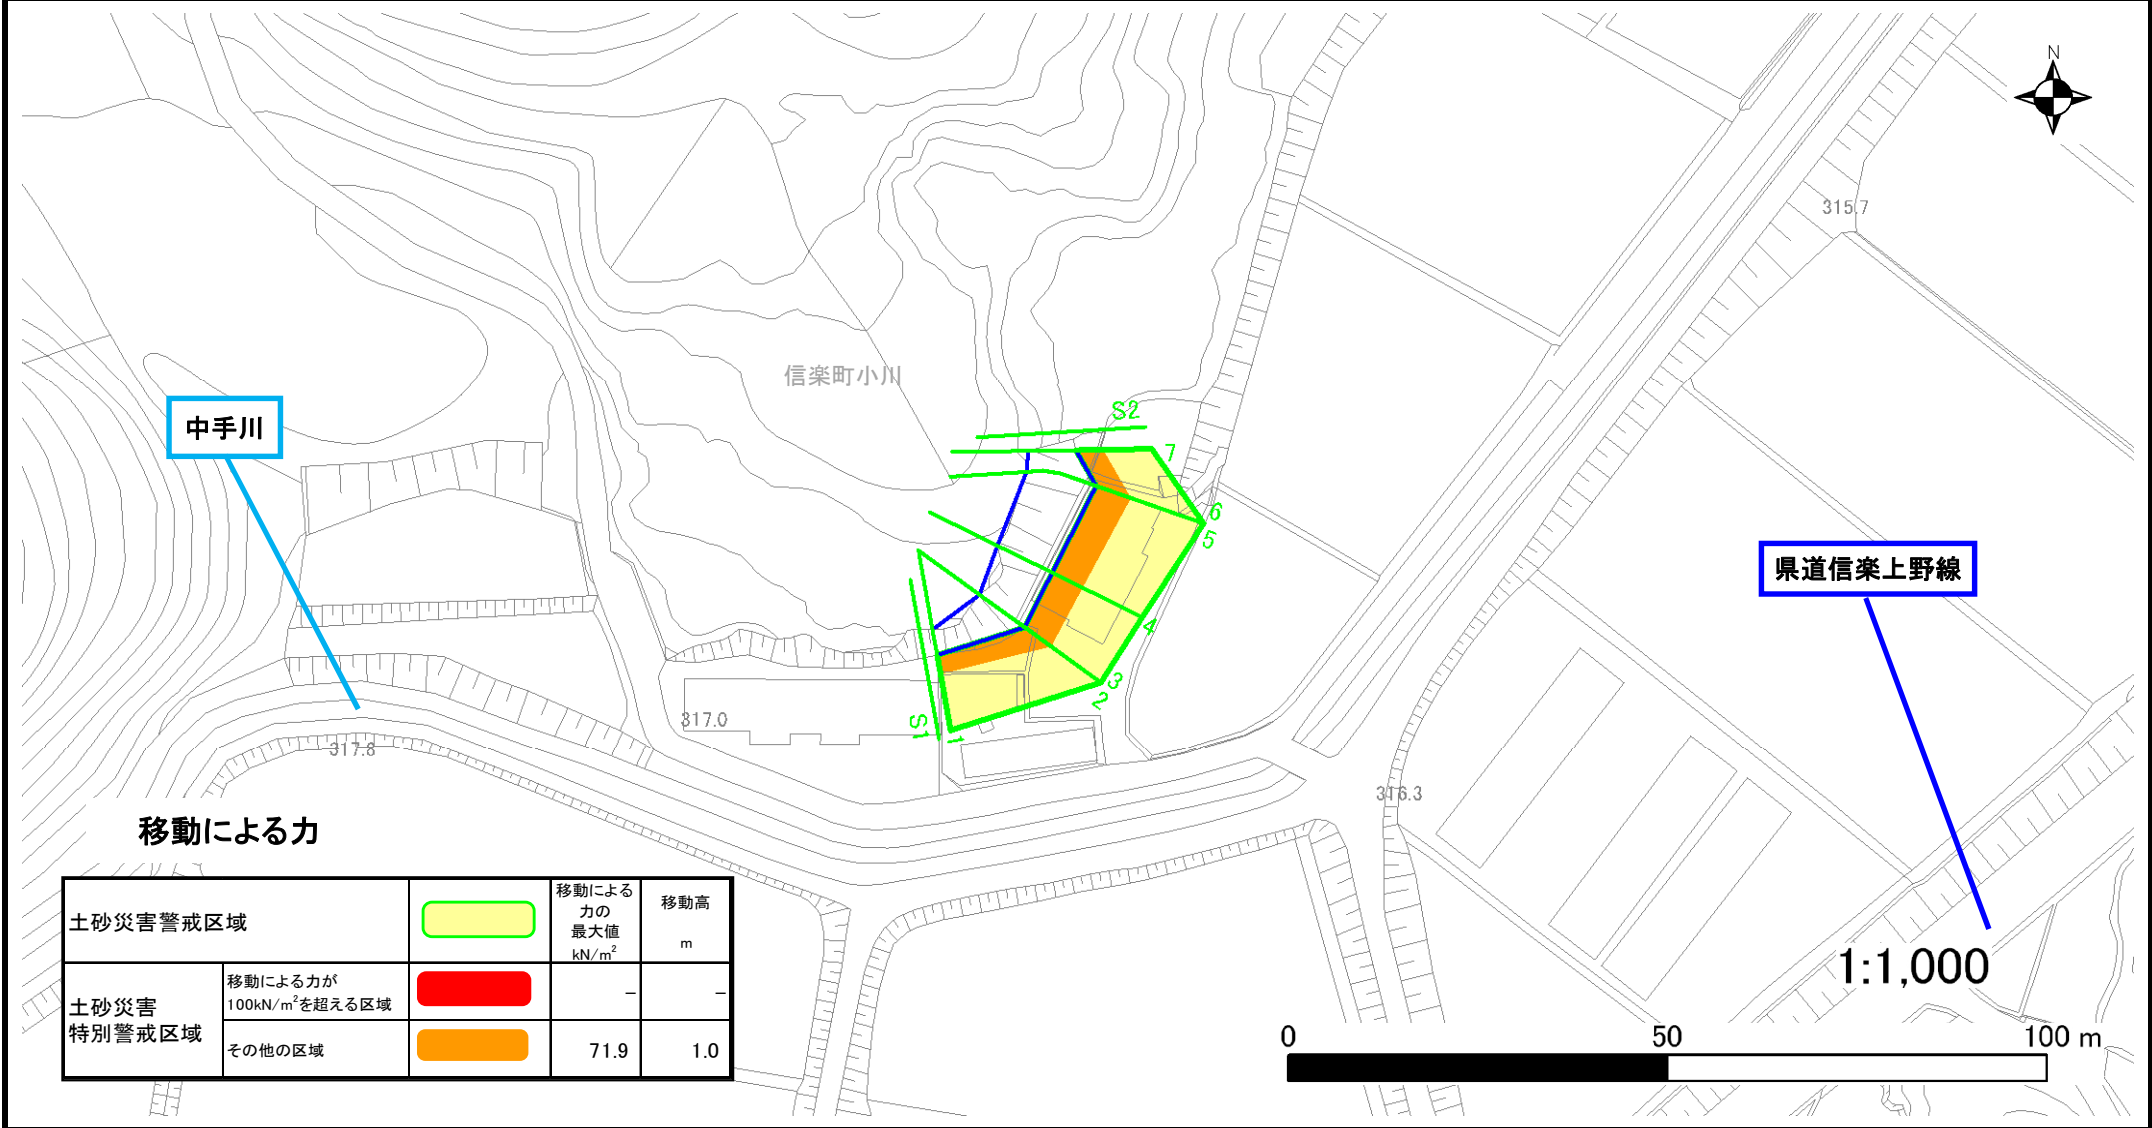 N
315.7
信楽町小川
S2
中手川
7
6
5
県道信楽上野線
4
3
2
S1
1
317.0
317.8
316.3
移動による力
土砂災害警戒区域
移動による
力の
最大値
kN/m²
移動高
m
土砂災害
特別警戒区域
移動による力が
100kN/m²を超える区域
–
–
その他の区域
71.9
1.0
1:1,000
0
50
100 m